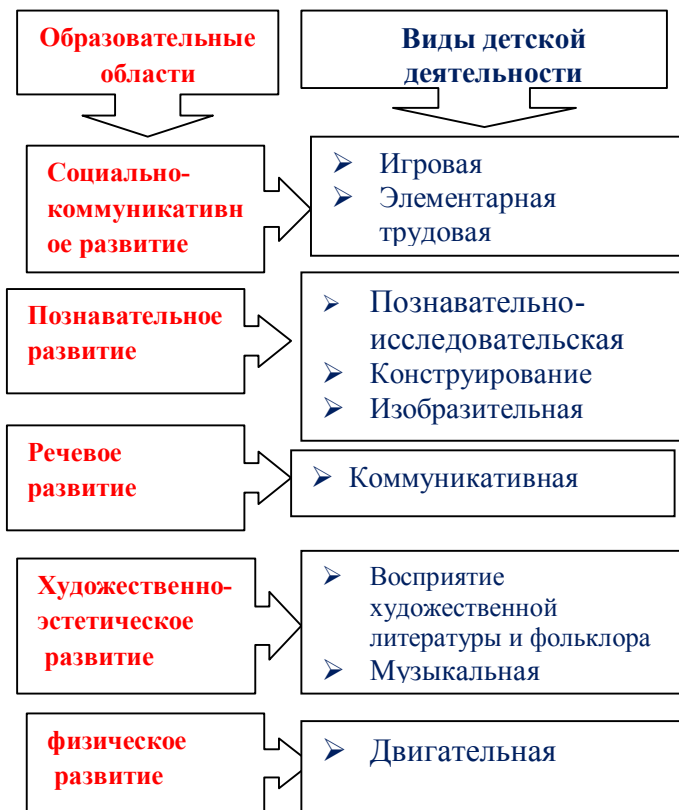 Образовательные
области
Виды детской
деятельности
Социально-
коммуникативн
ое развитие
➢ Игровая
➢ Элементарная
трудовая
Познавательное
развитие
➢ Познавательно-
исследовательская
➢ Конструирование
➢ Изобразительная
Речевое
развитие
➢ Коммуникативная
Художественно-
эстетическое
развитие
➢ Восприятие
художественной
литературы и фольклора
➢ Музыкальная
физическое
развитие
➢ Двигательная